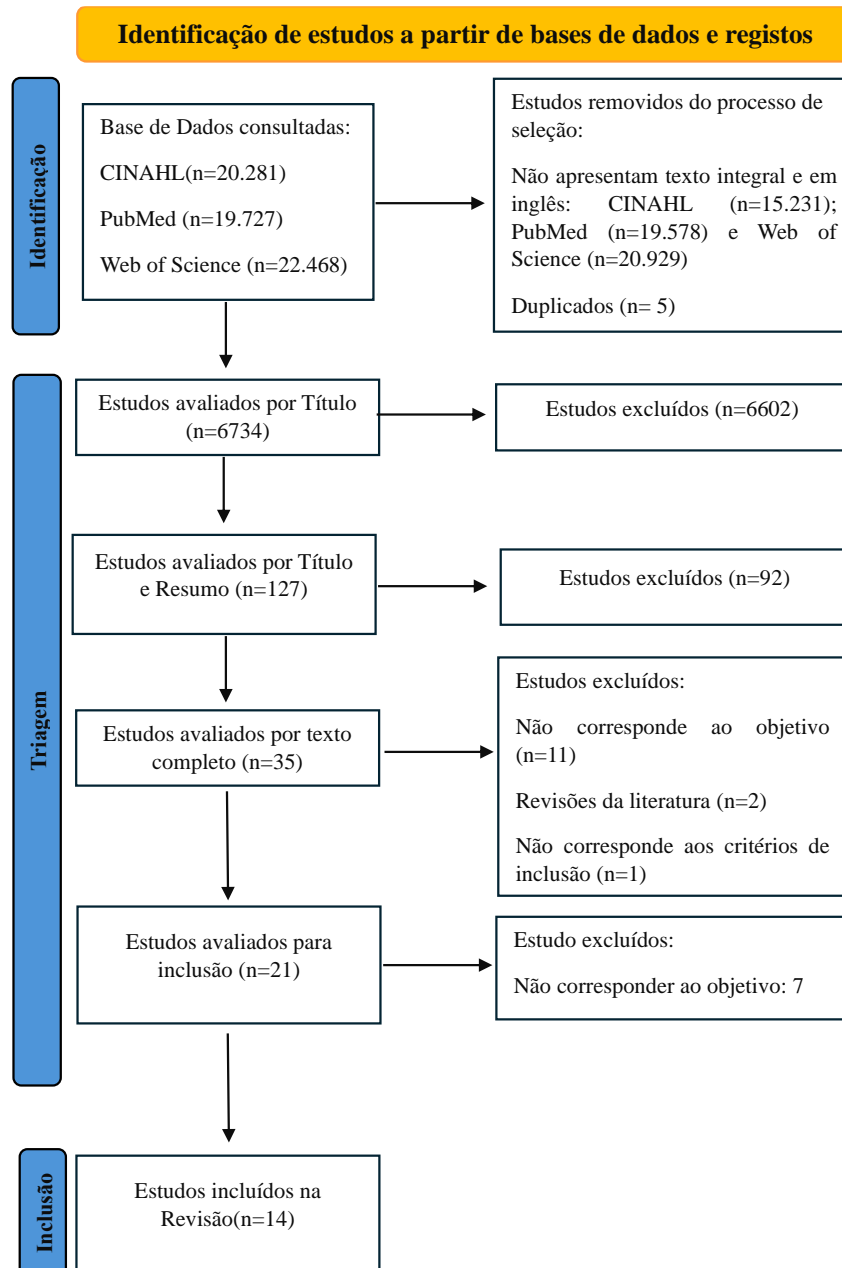 Identificação de estudos a partir de bases de dados e registos
Identificação
Base de Dados consultadas:
CINAHL(n=20.281)
PubMed (n=19.727)
Web of Science (n=22.468)
Estudos removidos do processo de
seleção:
Não apresentam texto integral e em
inglês: CINAHL (n=15.231);
PubMed (n=19.578) e Web of
Science (n=20.929)
Duplicados (n= 5)
Triagem
Estudos avaliados por Título
(n=6734)
Estudos excluídos (n=6602)
Estudos avaliados por Título
e Resumo (n=127)
Estudos excluídos (n=92)
Estudos avaliados por texto
completo (n=35)
Estudos excluídos:
Não corresponde ao objetivo
(n=11)
Revisões da literatura (n=2)
Não corresponde aos critérios de
inclusão (n=1)
Estudos avaliados para
inclusão (n=21)
Estudo excluídos:
Não corresponder ao objetivo: 7
Inclusão
Estudos incluídos na
Revisão(n=14)